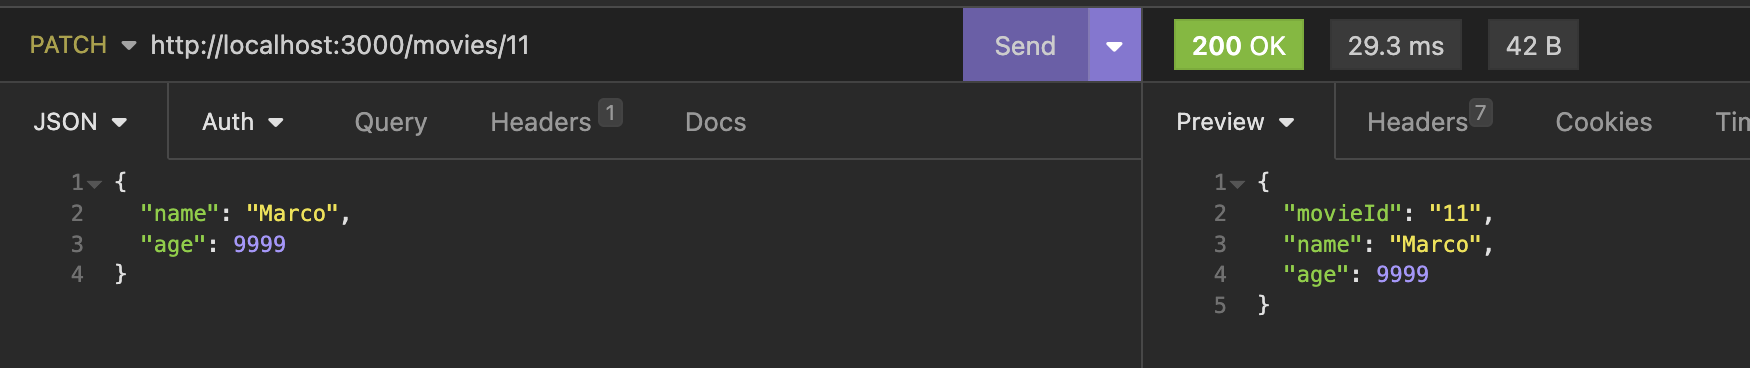 PATCH http://localhost:3000/movies/11 Send 200 OK 29.3 ms 42 B
JSON Auth Query Headers 1 Docs
1 {
2 "name": "Marco",
3 "age": 9999
4 }
Preview Headers 7 Cookies Tim
1 {
2 "movieId": "11",
3 "name": "Marco",
4 "age": 9999
5 }